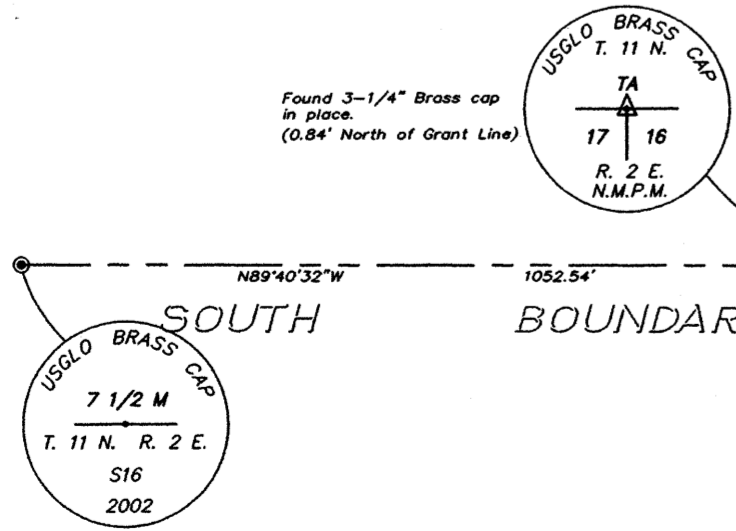 USGLO BRASS CAP
T. 11 N.
TA
17 16
R. 2 E.
N.M.P.M.
Found 3-1/4" Brass cap
in place.
(0.84' North of Grant Line)
N89°40'32"W 1052.54'
SOUTH BOUNDAR
USGLO BRASS CAP
7 1/2 M
T. 11 N. R. 2 E.
S16
2002